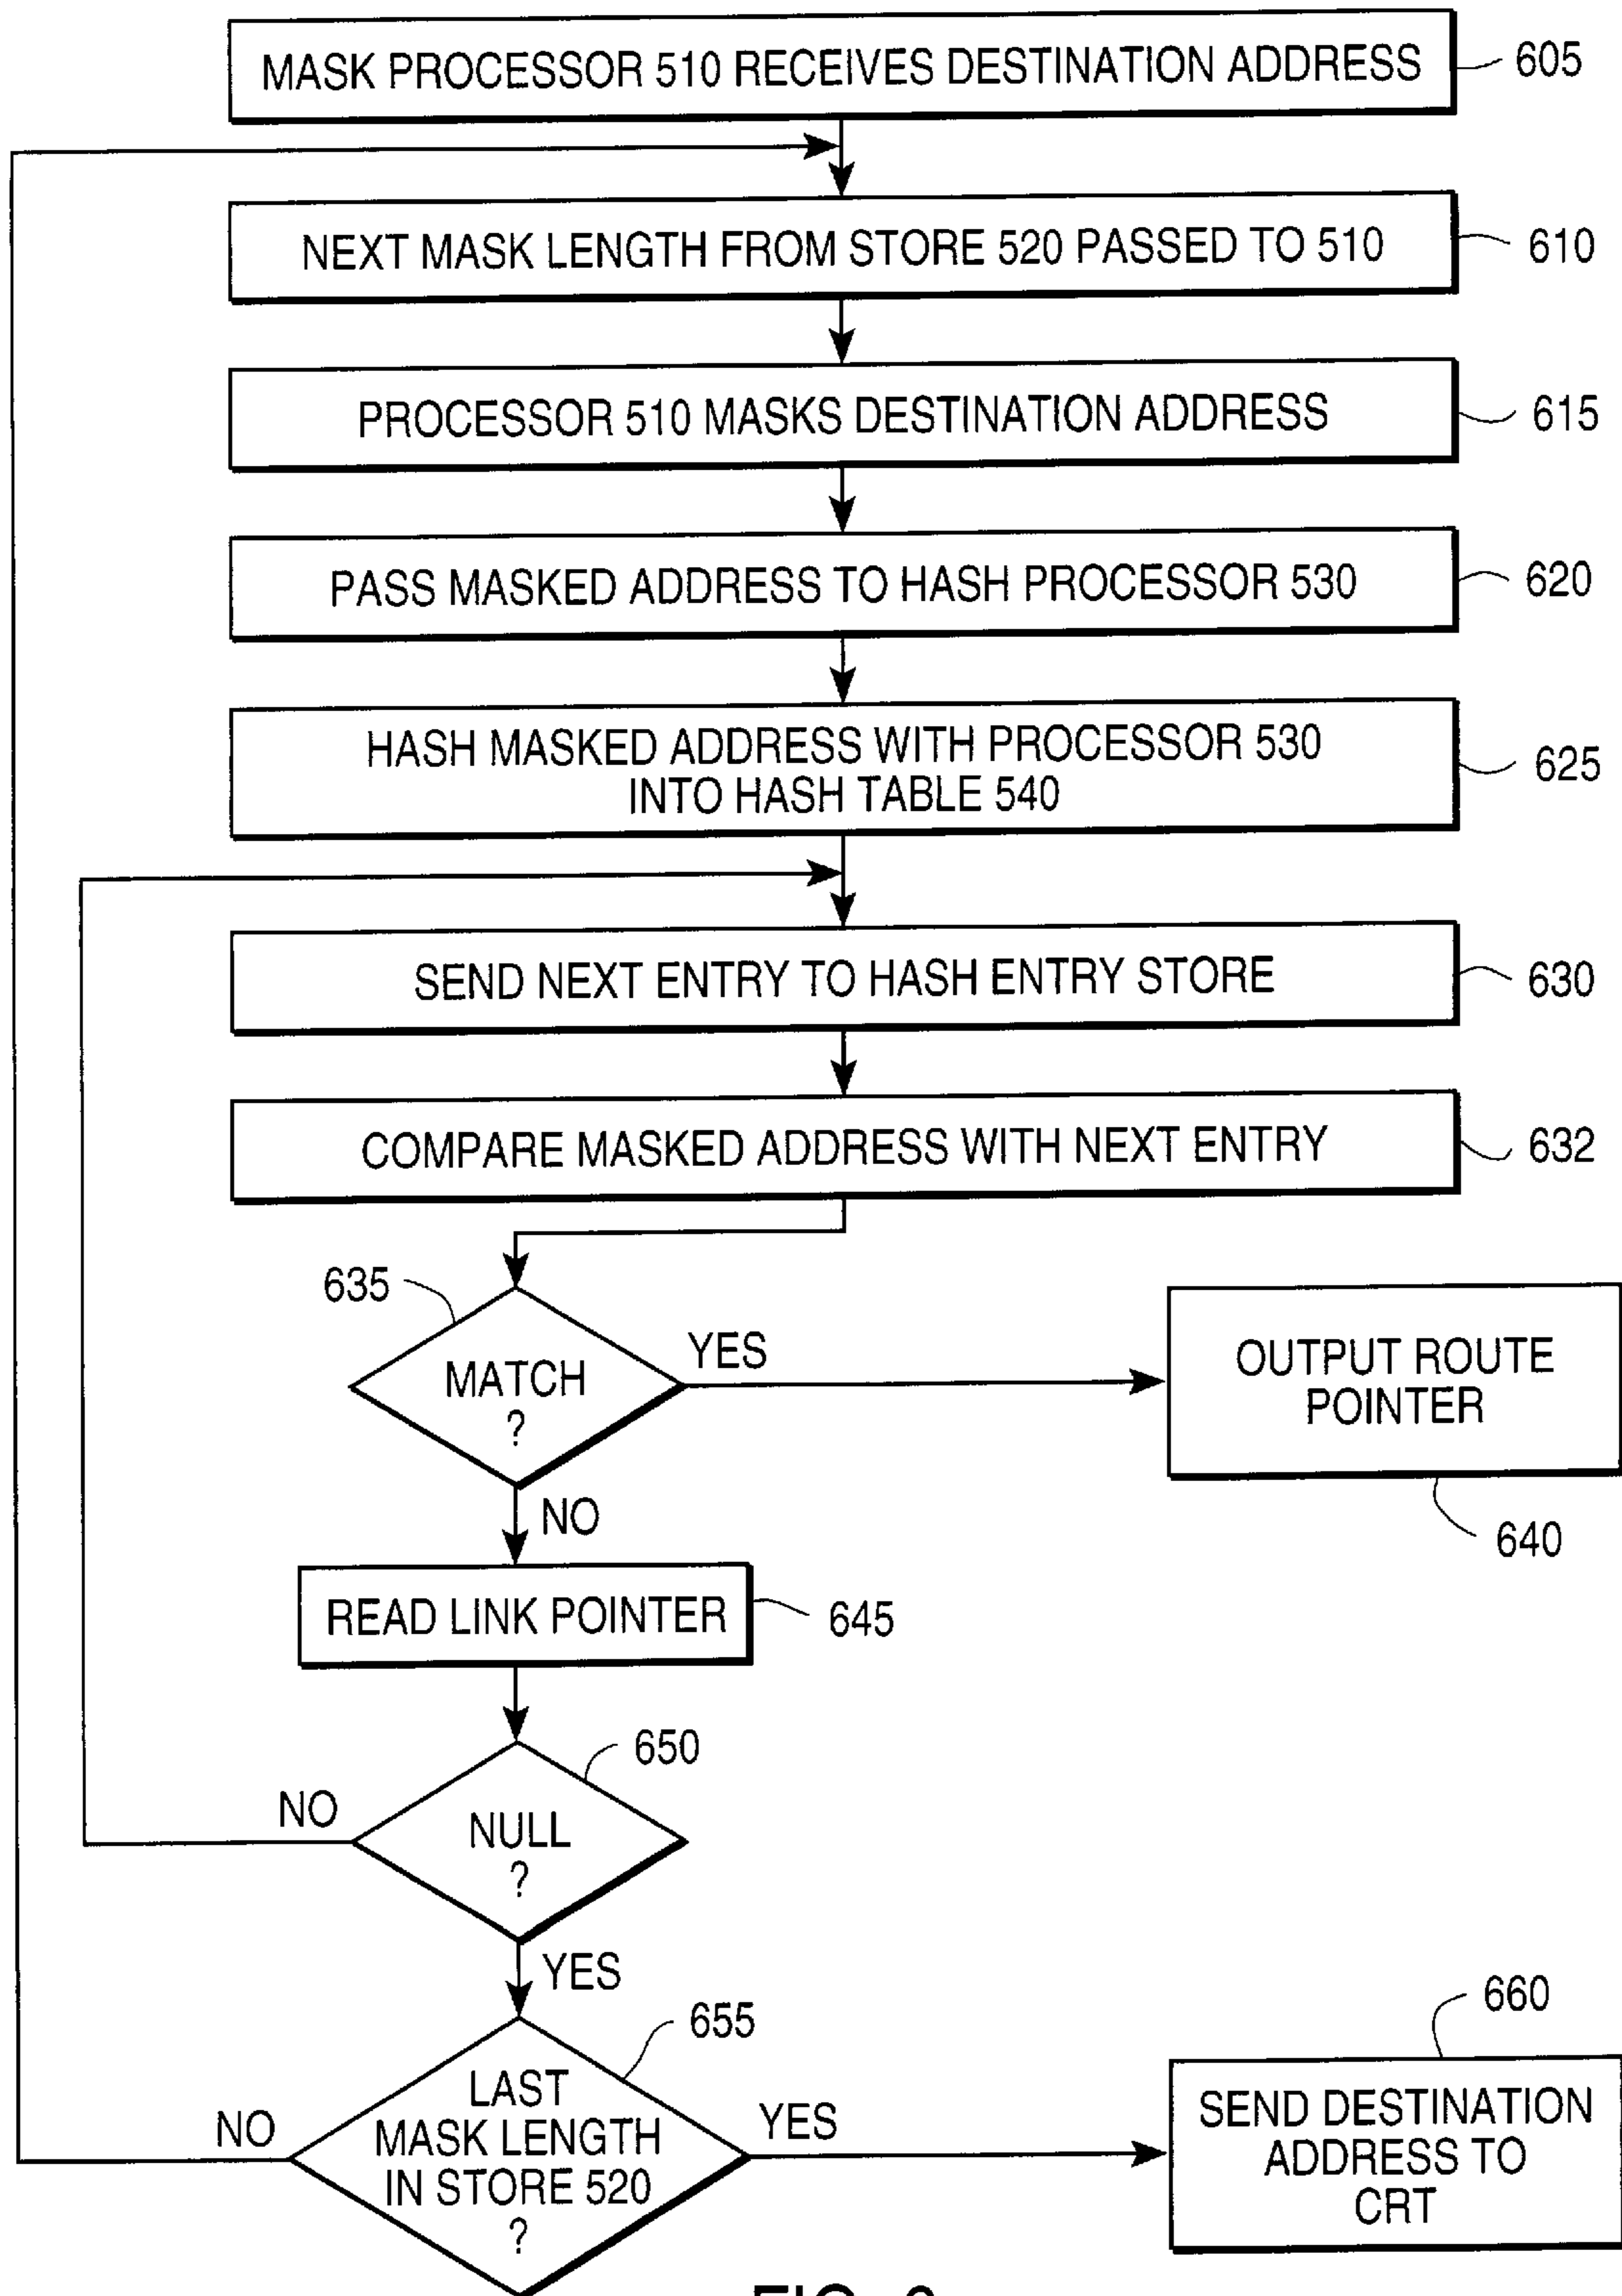 MASK PROCESSOR 510 RECEIVES DESTINATION ADDRESS
605
NEXT MASK LENGTH FROM STORE 520 PASSED TO 510
610
PROCESSOR 510 MASKS DESTINATION ADDRESS
615
PASS MASKED ADDRESS TO HASH PROCESSOR 530
620
HASH MASKED ADDRESS WITH PROCESSOR 530
INTO HASH TABLE 540
625
SEND NEXT ENTRY TO HASH ENTRY STORE
630
COMPARE MASKED ADDRESS WITH NEXT ENTRY
632
635
MATCH
?
YES
OUTPUT ROUTE
POINTER
640
NO
READ LINK POINTER
645
650
NULL
?
NO
YES
655
LAST
MASK LENGTH
IN STORE 520
?
NO
YES
660
SEND DESTINATION
ADDRESS TO
CRT
FIG.